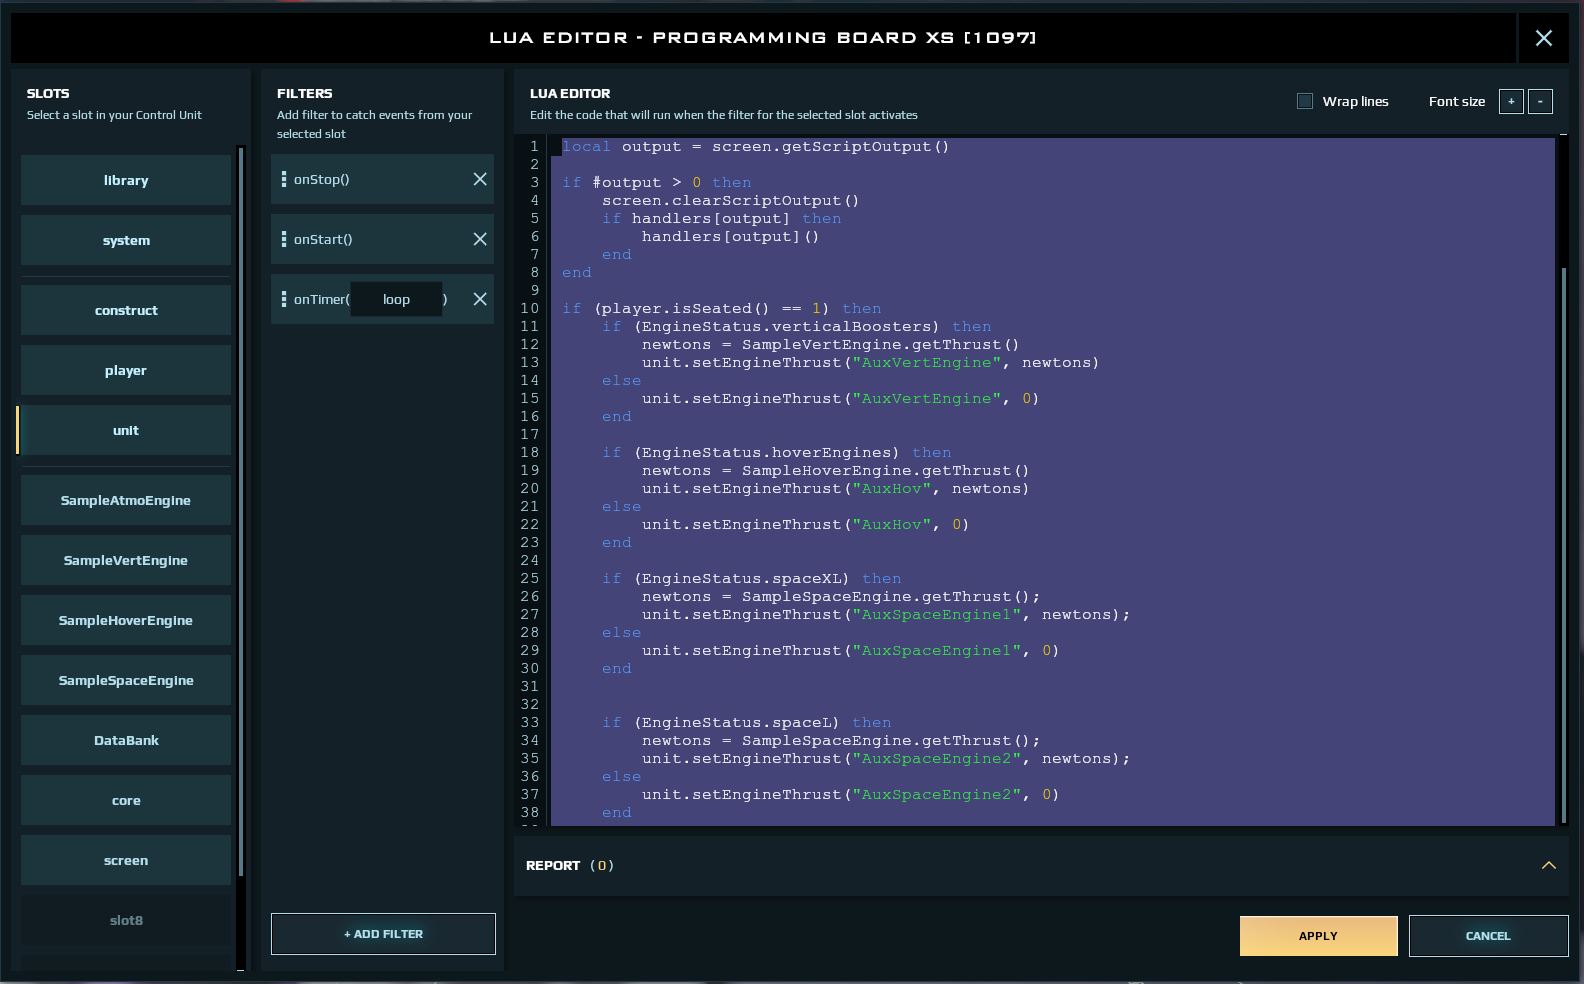 LUA EDITOR - PROGRAMMING BOARD XS [1097]
SLOTS
Select a slot in your Control Unit
library
system
construct
player
unit
SampleAtmoEngine
SampleVertEngine
SampleHoverEngine
SampleSpaceEngine
DataBank
core
screen
slot8
FILTERS
Add filter to catch events from your
selected slot
onStop()
onStart()
onTimer( loop )
+ ADD FILTER
LUA EDITOR
Edit the code that will run when the filter for the selected slot activates
Wrap lines
Font size + -
1 local output = screen.getScriptOutput()
2
3 if #output > 0 then
4     screen.clearScriptOutput()
5     if handlers[output] then
6         handlers[output]()
7     end
8 end
9
10 if (player.isSeated() == 1) then
11     if (EngineStatus.verticalBoosters) then
12         newtons = SampleVertEngine.getThrust()
13         unit.setEngineThrust("AuxVertEngine", newtons)
14     else
15         unit.setEngineThrust("AuxVertEngine", 0)
16     end
17
18     if (EngineStatus.hoverEngines) then
19         newtons = SampleHoverEngine.getThrust()
20         unit.setEngineThrust("AuxHov", newtons)
21     else
22         unit.setEngineThrust("AuxHov", 0)
23     end
24
25     if (EngineStatus.spaceXL) then
26         newtons = SampleSpaceEngine.getThrust();
27         unit.setEngineThrust("AuxSpaceEngine1", newtons);
28     else
29         unit.setEngineThrust("AuxSpaceEngine1", 0)
30     end
31
32
33     if (EngineStatus.spaceL) then
34         newtons = SampleSpaceEngine.getThrust();
35         unit.setEngineThrust("AuxSpaceEngine2", newtons);
36     else
37         unit.setEngineThrust("AuxSpaceEngine2", 0)
38     end
REPORT (0)
APPLY
CANCEL